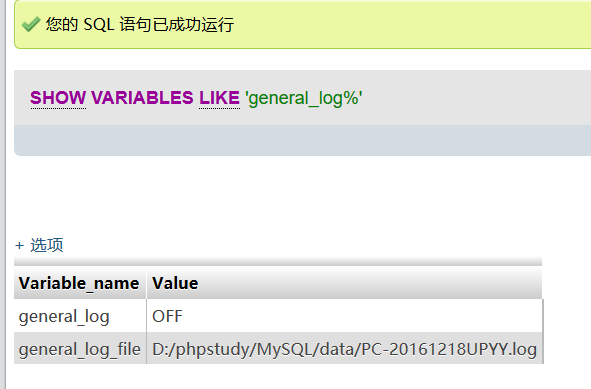 您的 SQL 语句已成功运行
SHOW VARIABLES LIKE 'general_log%'
+ 选项
Variable_name Value
general_log OFF
general_log_file D:/phpstudy/MySQL/data/PC-20161218UPYY.log